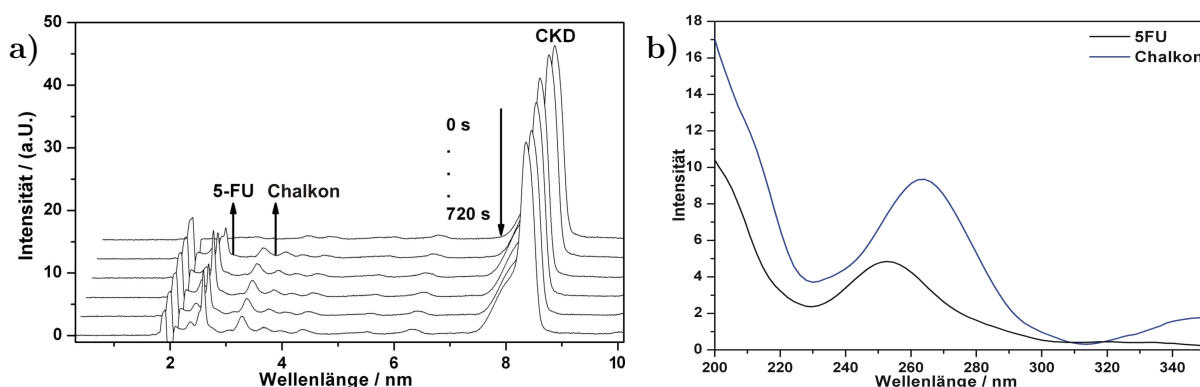 a)
50
40
30
20
10
0
Intensität / (a.U.)
CKD
0 s
.
.
.
720 s
5-FU Chalkon
2 4 6 8 10
Wellenlänge / nm
b)
18
16
14
12
10
8
6
4
2
0
Intensität
5FU
Chalkon
200 220 240 260 280 300 320 340
Wellenlänge / nm